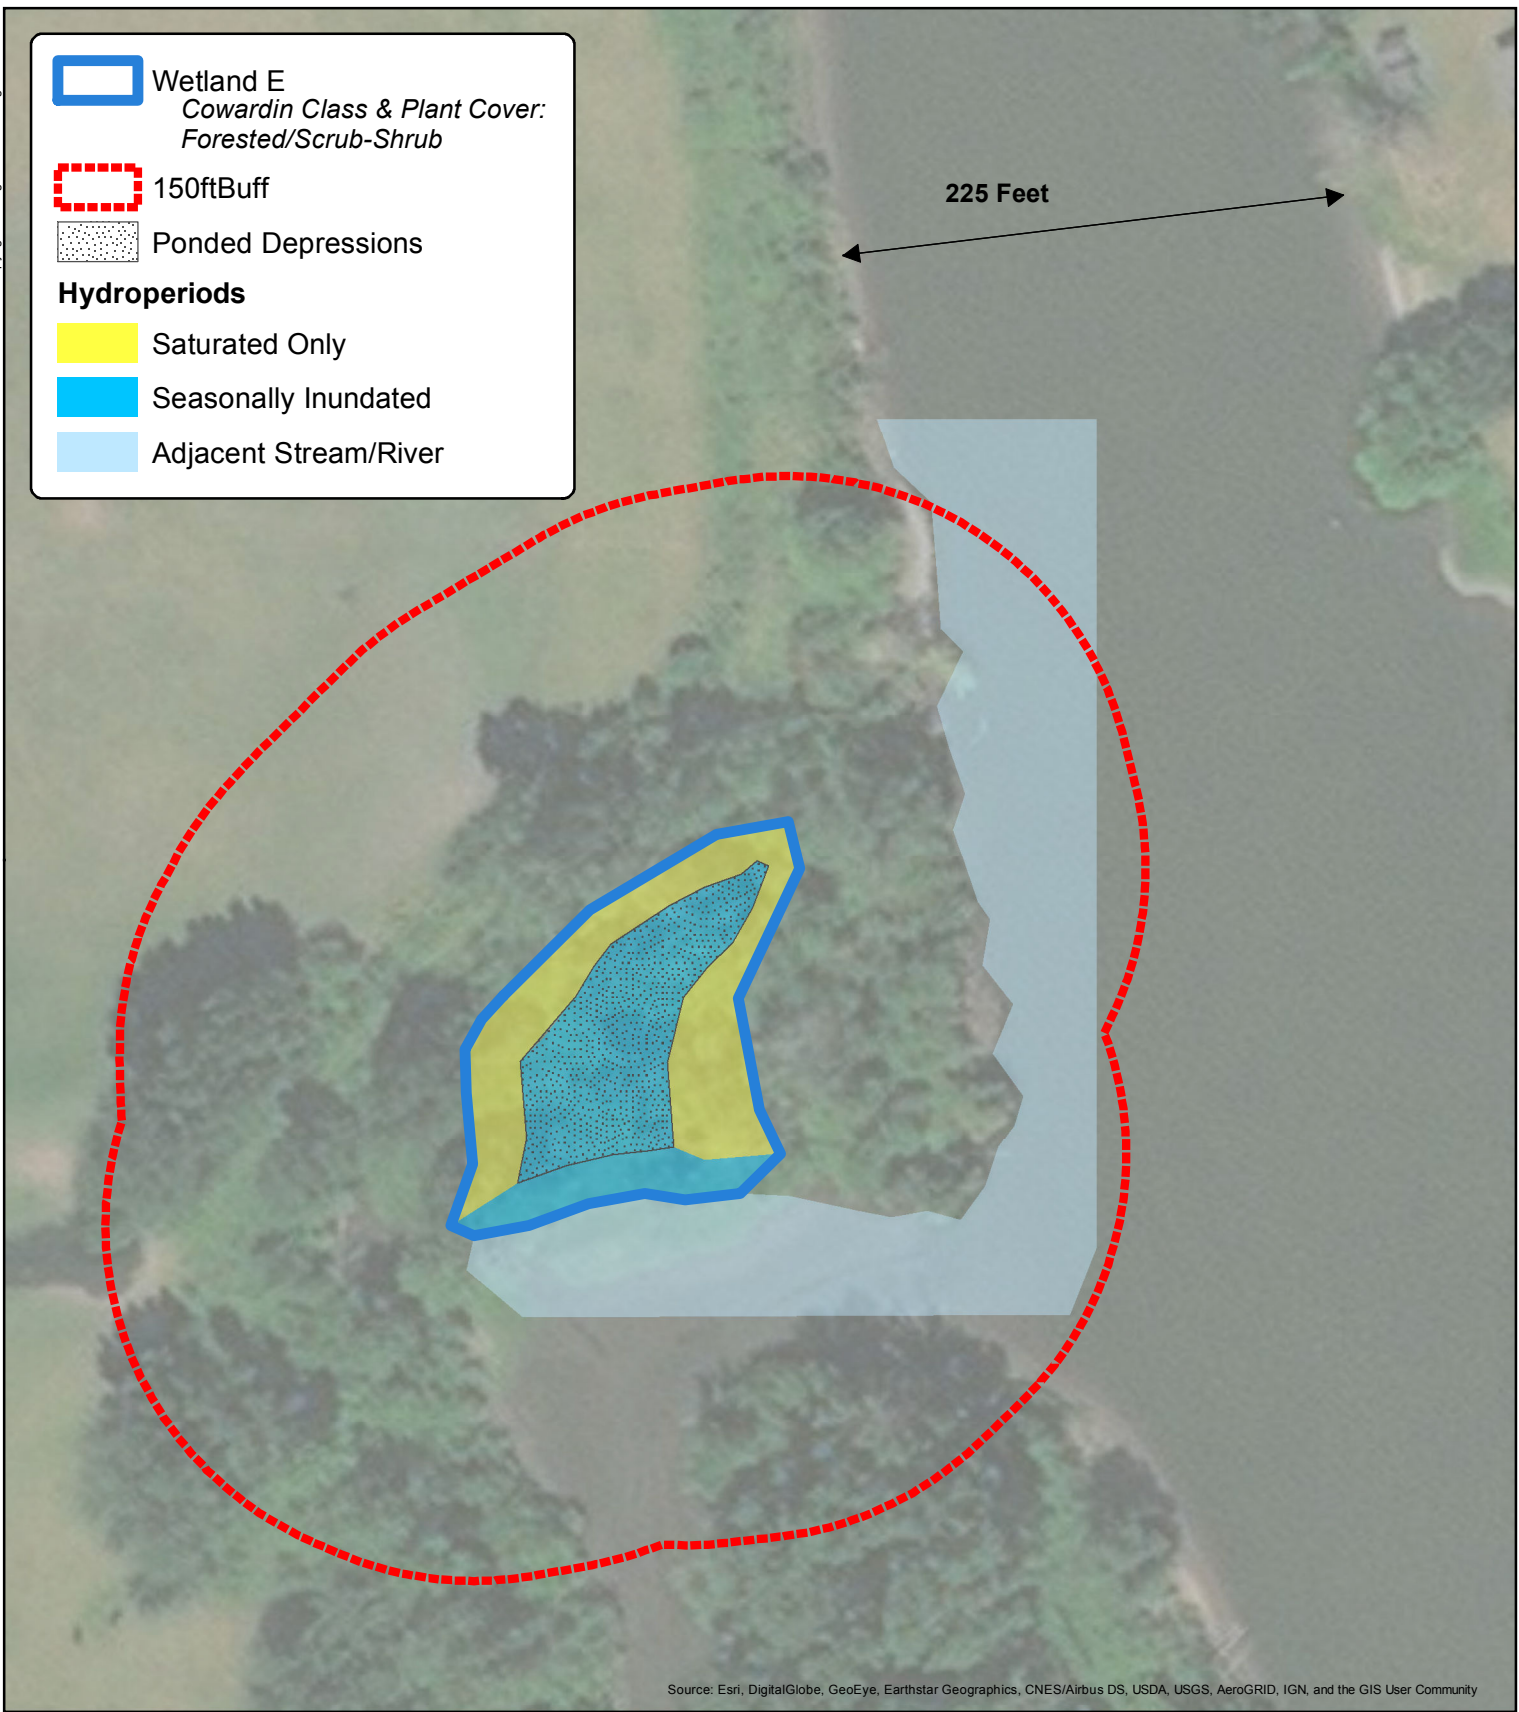 Wetland E
Cowardin Class & Plant Cover:
Forested/Scrub-Shrub
150ftBuff
Ponded Depressions
Hydroperiods
Saturated Only
Seasonally Inundated
Adjacent Stream/River
225 Feet
Source: Esri, DigitalGlobe, GeoEye, Earthstar Geographics, CNES/Airbus DS, USDA, USGS, AeroGRID, IGN, and the GIS User Community